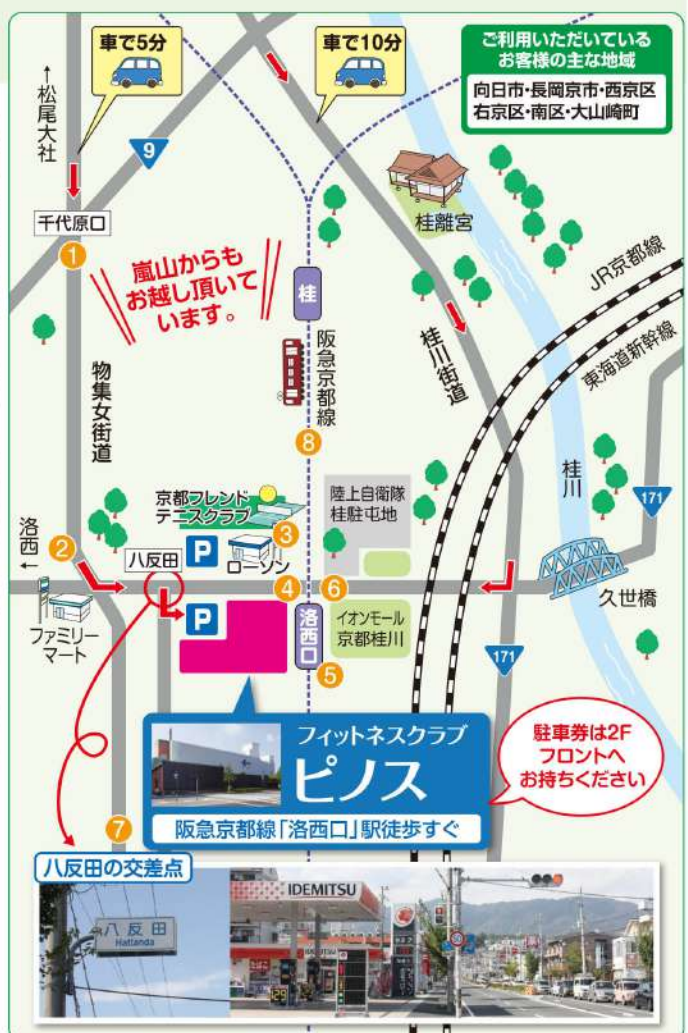 車で5分
車で10分
ご利用いただいている
お客様の主な地域
向日市・長岡京市・西京区
右京区・南区・大山崎町
↑松尾大社
9
千代原口
1
嵐山からも
お越し頂いて
います。
桂
桂離宮
JR京都線
東海道新幹線
阪急京都線
桂川街道
物集女街道
8
桂川
171
京都フレンド
テニスクラブ
陸上自衛隊
桂駐屯地
洛西←
2
八反田
P
3
ローソン
4
6
久世橋
ファミリー
マート
P
洛西口
イオンモール
京都桂川
5
171
フィットネスクラブ
ピノス
阪急京都線「洛西口」駅徒歩すぐ
駐車券は2F
フロントへ
お持ちください
7
八反田の交差点
八反田
Hattanda
IDEMITSU